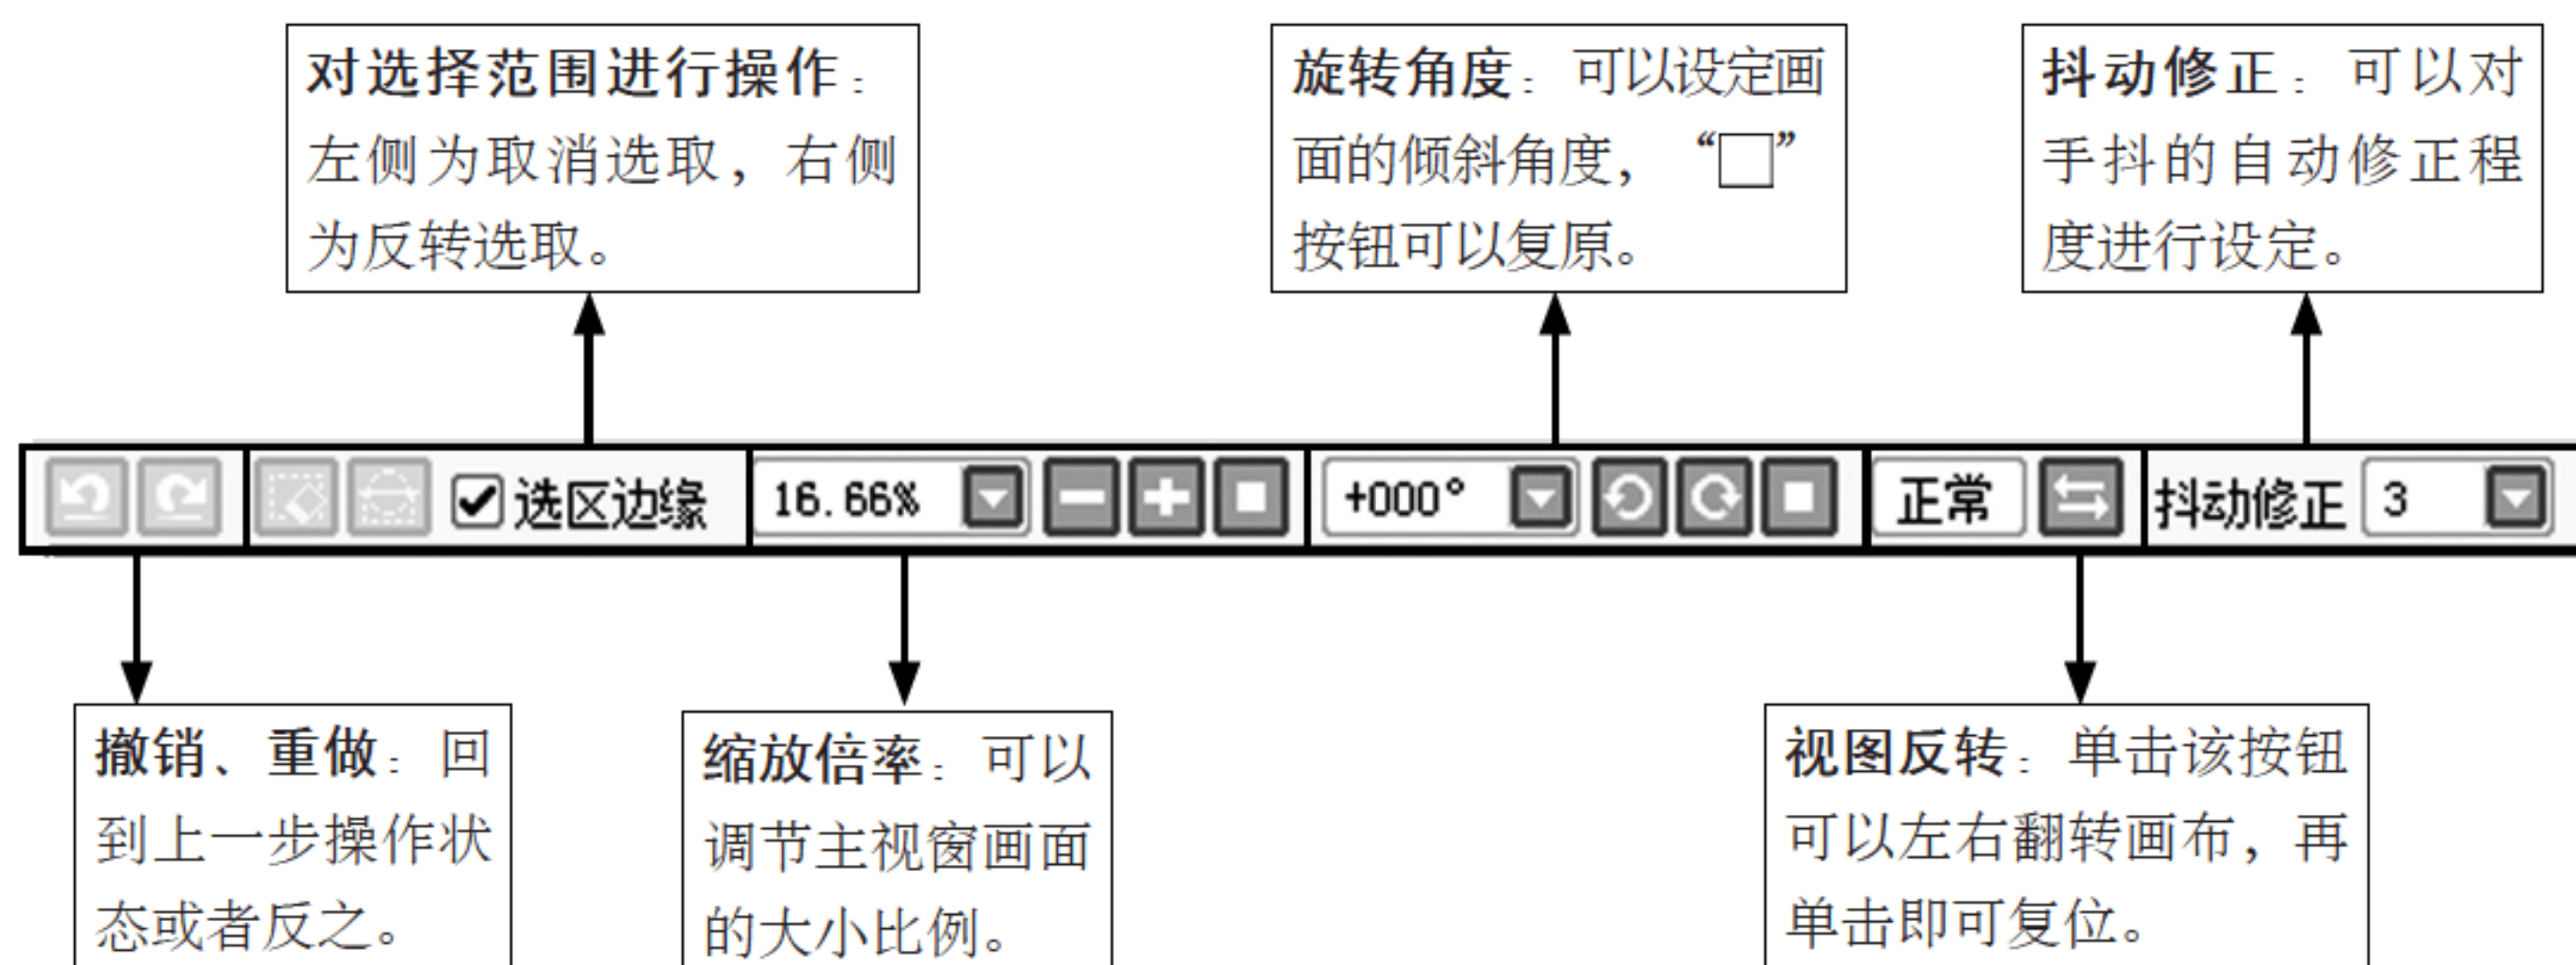 对选择范围进行操作：
左侧为取消选取，右侧
为反转选取。
旋转角度：可以设定画
面的倾斜角度，“□”
按钮可以复原。
抖动修正：可以对
手抖的自动修正程
度进行设定。
选区边缘 16.66% +000° 正常 抖动修正 3
撤销、重做：回
到上一步操作状
态或者反之。
缩放倍率：可以
调节主视窗画面
的大小比例。
视图反转：单击该按钮
可以左右翻转画布，再
单击即可复位。